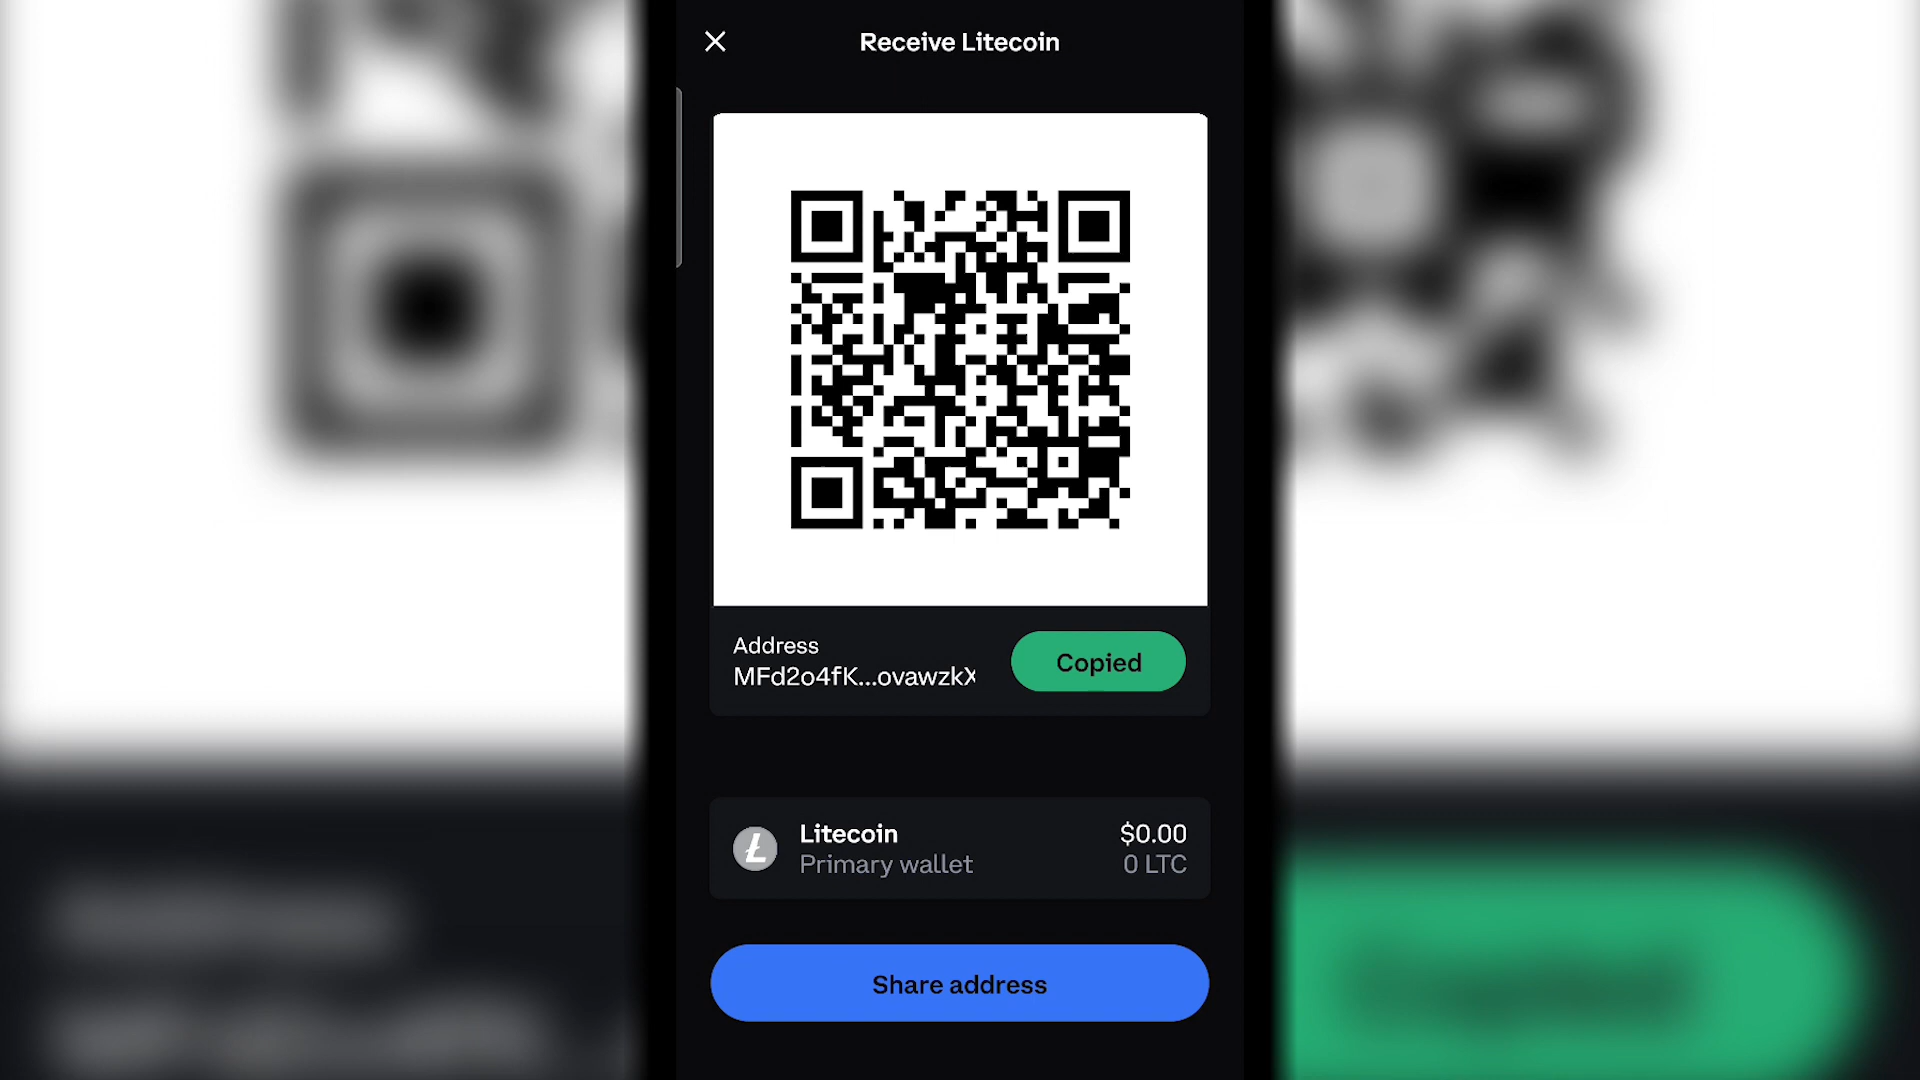 Receive Litecoin
Address
MFd2o4fK...ovawzkX
Copied
Litecoin
$0.00
Primary wallet
0 LTC
Share address